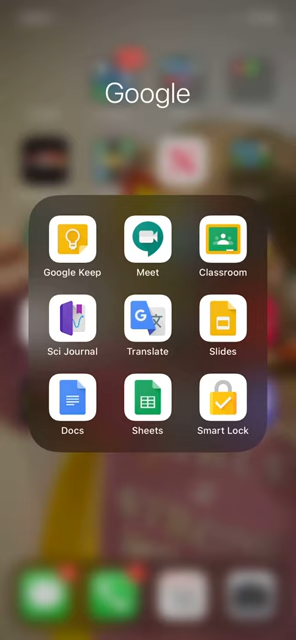 Google
Google Keep
Meet
Classroom
Sci Journal
Translate
Slides
Docs
Sheets
Smart Lock